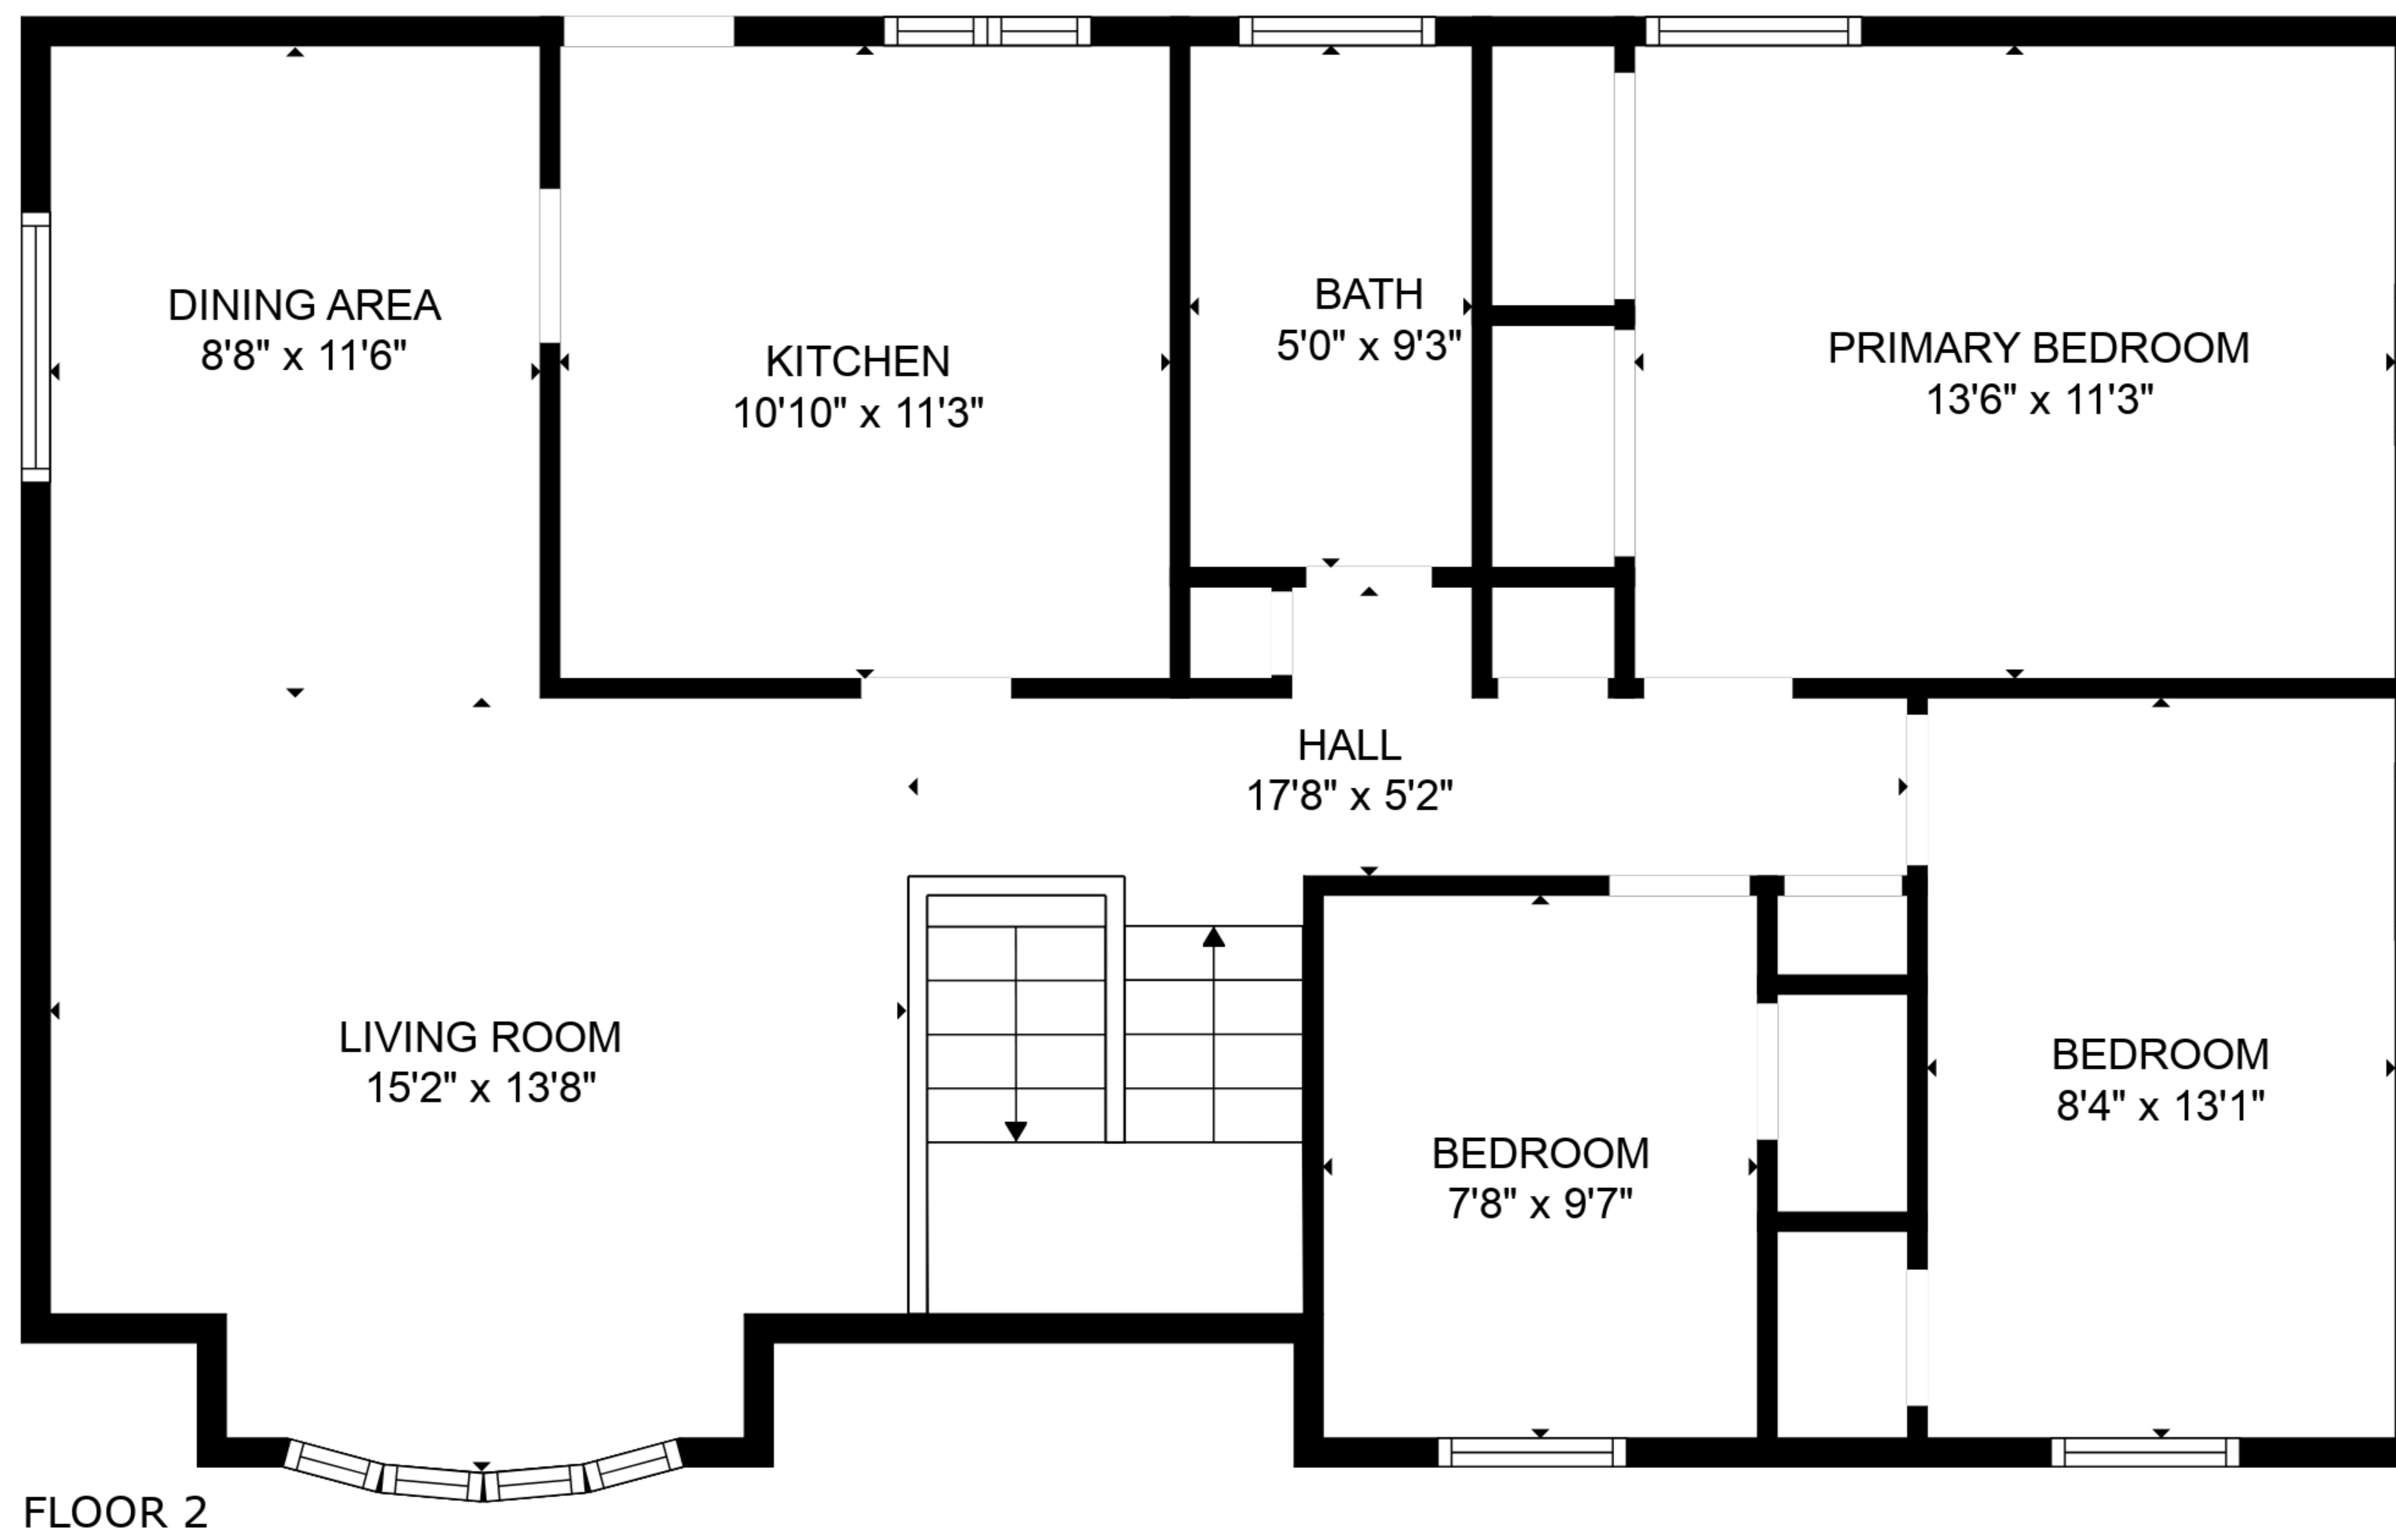 DINING AREA
8'8" x 11'6"
KITCHEN
10'10" x 11'3"
BATH
5'0" x 9'3"
PRIMARY BEDROOM
13'6" x 11'3"
HALL
17'8" x 5'2"
LIVING ROOM
15'2" x 13'8"
BEDROOM
7'8" x 9'7"
BEDROOM
8'4" x 13'1"
FLOOR 2